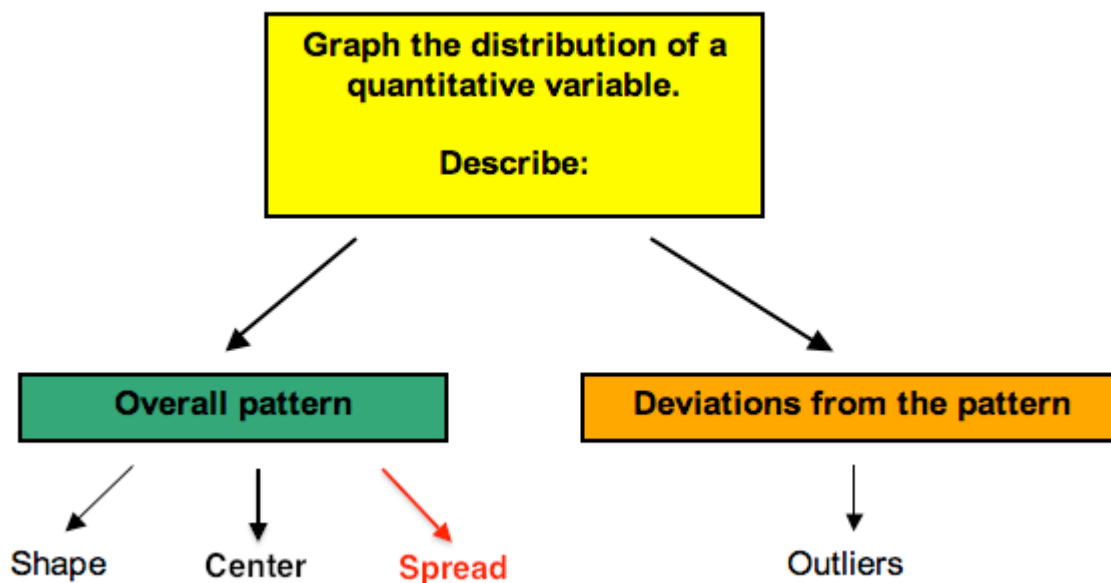 Graph the distribution of a
quantitative variable.
Describe:
Overall pattern
Deviations from the pattern
Shape
Center
Spread
Outliers